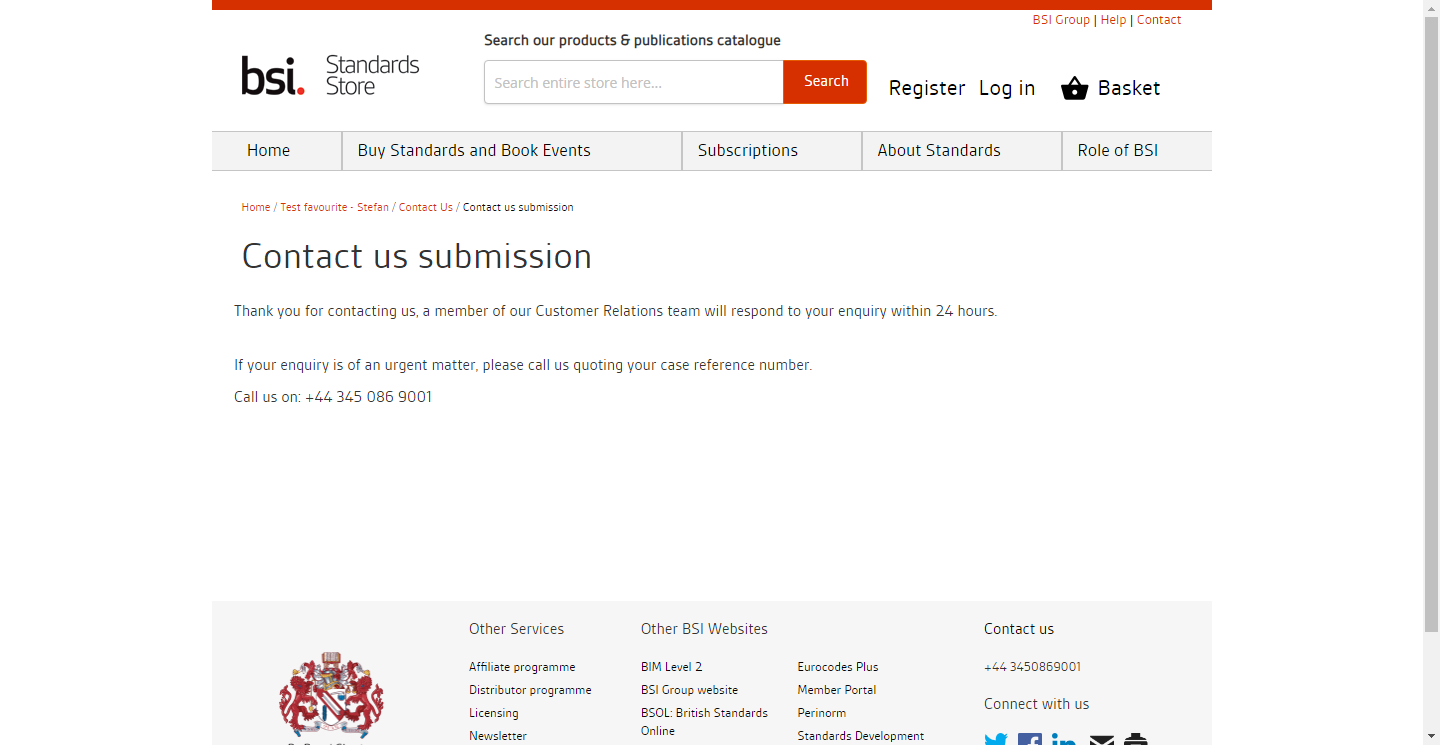 BSI Group | Help | Contact
Search our products & publications catalogue
bsi. Standards Store
Search entire store here...
Search
Register Log in Basket
Home
Buy Standards and Book Events
Subscriptions
About Standards
Role of BSI
Home / Test favourite - Stefan / Contact Us / Contact us submission
Contact us submission
Thank you for contacting us, a member of our Customer Relations team will respond to your enquiry within 24 hours.
If your enquiry is of an urgent matter, please call us quoting your case reference number.
Call us on: +44 345 086 9001
Other Services
Affiliate programme
Distributor programme
Licensing
Newsletter
Other BSI Websites
BIM Level 2
BSI Group website
BSOL: British Standards
Online
Eurocodes Plus
Member Portal
Perinorm
Standards Development
Contact us
+44 3450869001
Connect with us